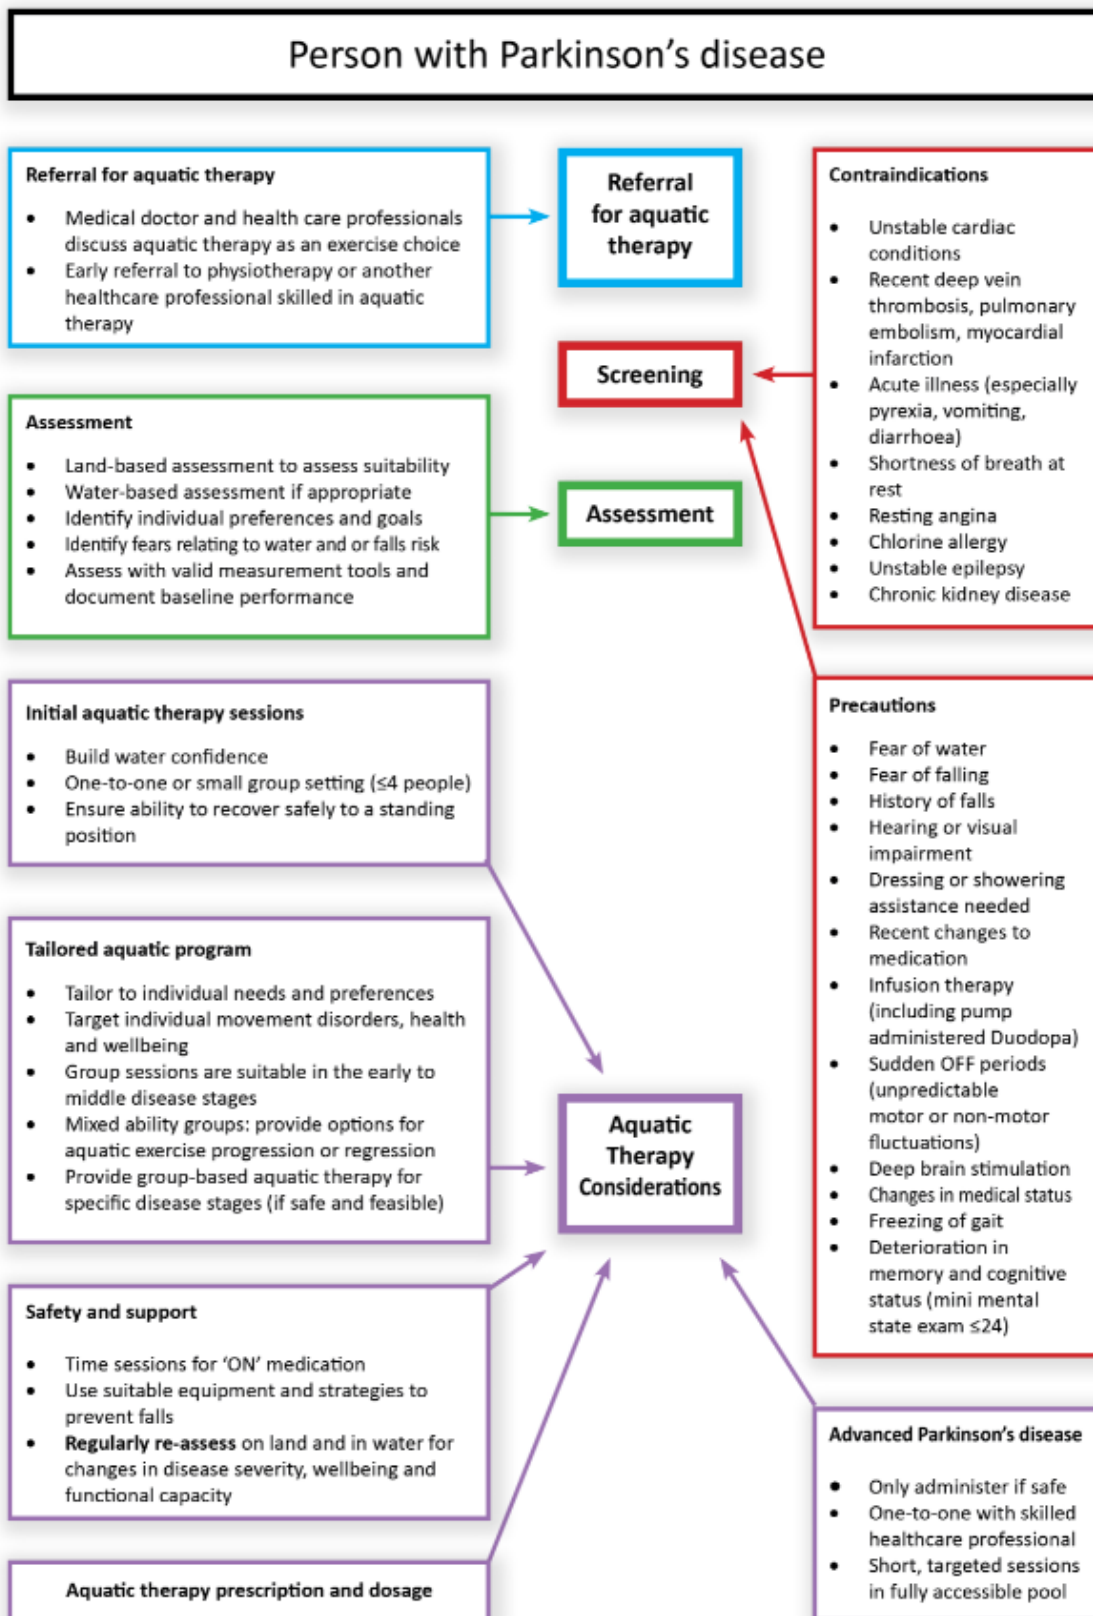 Person with Parkinson's disease
Referral for aquatic therapy
• Medical doctor and health care professionals
discuss aquatic therapy as an exercise choice
• Early referral to physiotherapy or another
healthcare professional skilled in aquatic
therapy
Referral
for aquatic
therapy
Contraindications
• Unstable cardiac
conditions
• Recent deep vein
thrombosis, pulmonary
embolism, myocardial
infarction
• Acute illness (especially
pyrexia, vomiting,
diarrhoea)
• Shortness of breath at
rest
• Resting angina
• Chlorine allergy
• Unstable epilepsy
• Chronic kidney disease
Screening
Assessment
• Land-based assessment to assess suitability
• Water-based assessment if appropriate
• Identify individual preferences and goals
• Identify fears relating to water and or falls risk
• Assess with valid measurement tools and
document baseline performance
Assessment
Initial aquatic therapy sessions
• Build water confidence
• One-to-one or small group setting (≤4 people)
• Ensure ability to recover safely to a standing
position
Precautions
• Fear of water
• Fear of falling
• History of falls
• Hearing or visual
impairment
• Dressing or showering
assistance needed
• Recent changes to
medication
• Infusion therapy
(including pump
administered Duodopa)
• Sudden OFF periods
(unpredictable
motor or non-motor
fluctuations)
• Deep brain stimulation
• Changes in medical status
• Freezing of gait
• Deterioration in
memory and cognitive
status (mini mental
state exam ≤24)
Tailored aquatic program
• Tailor to individual needs and preferences
• Target individual movement disorders, health
and wellbeing
• Group sessions are suitable in the early to
middle disease stages
• Mixed ability groups: provide options for
aquatic exercise progression or regression
• Provide group-based aquatic therapy for
specific disease stages (if safe and feasible)
Aquatic
Therapy
Considerations
Safety and support
• Time sessions for 'ON' medication
• Use suitable equipment and strategies to
prevent falls
• Regularly re-assess on land and in water for
changes in disease severity, wellbeing and
functional capacity
Advanced Parkinson's disease
• Only administer if safe
• One-to-one with skilled
healthcare professional
• Short, targeted sessions
in fully accessible pool
Aquatic therapy prescription and dosage